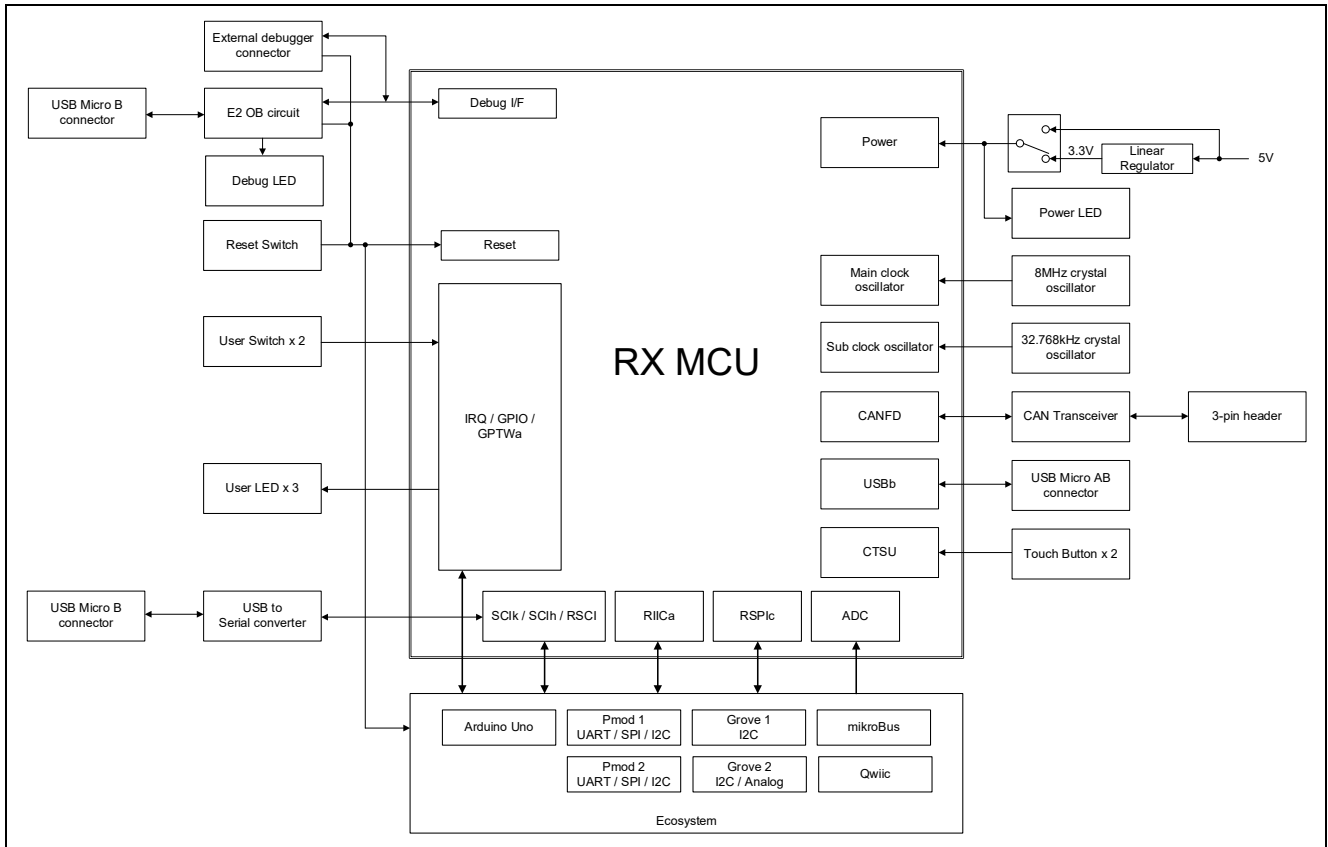 External debugger
connector
USB Micro B
connector
E2 OB circuit
Debug I/F
Debug LED
Power
3.3V
Linear
Regulator
5V
Power LED
Reset Switch
Reset
Main clock
oscillator
8MHz crystal
oscillator
User Switch x 2
Sub clock oscillator
32.768kHz crystal
oscillator
RX MCU
IRQ / GPIO /
GPTWa
CANFD
CAN Transceiver
3-pin header
User LED x 3
USBb
USB Micro AB
connector
CTSU
Touch Button x 2
USB Micro B
connector
USB to
Serial converter
SCIk / SCIh / RSCI
RIICa
RSPIc
ADC
Arduino Uno
Pmod 1
UART / SPI / I2C
Grove 1
I2C
mikroBus
Pmod 2
UART / SPI / I2C
Grove 2
I2C / Analog
Qwiic
Ecosystem